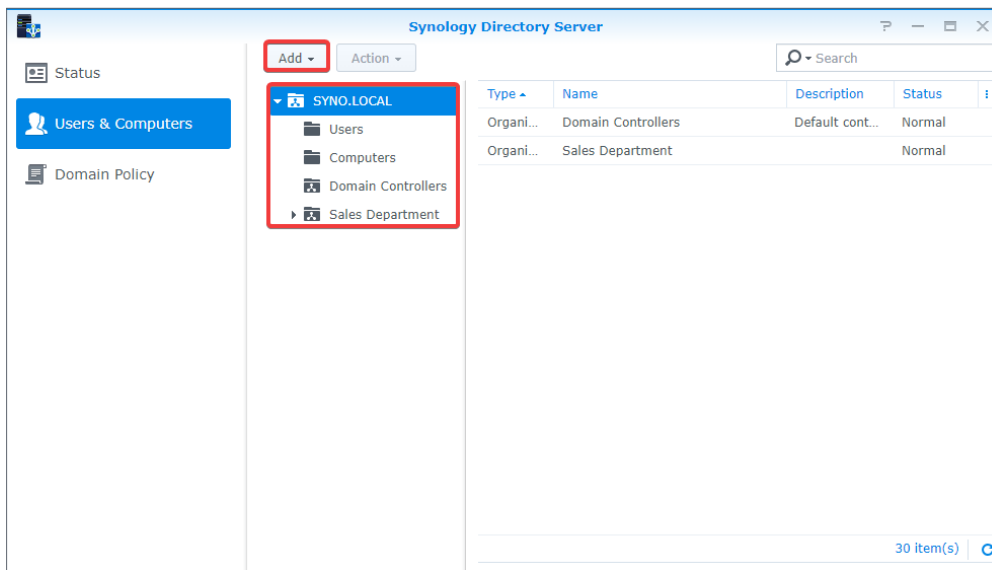 Synology Directory Server
Status
Users & Computers
Domain Policy
Add
Action
Search
SYNO.LOCAL
Users
Computers
Domain Controllers
Sales Department
Type Name Description Status
Organi... Domain Controllers Default cont... Normal
Organi... Sales Department Normal
30 item(s)